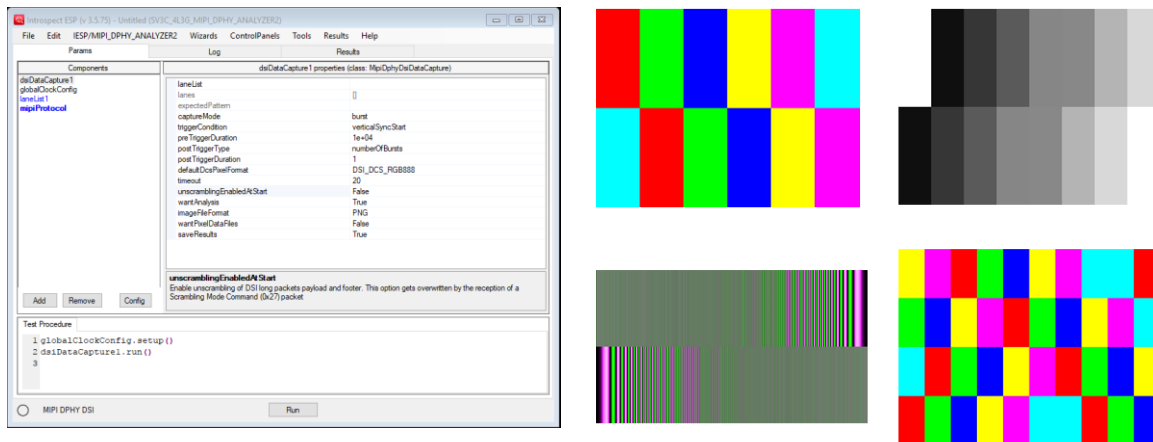 Introspect ESP (v 3.5.75) - Untitled (SV3C_4L3G_MIPI_DPHY_ANALYZER2)
File Edit IESP/MIPI_DPHY_ANALYZER2 Wizards ControlPanels Tools Results Help
Params Log Results
Components
dsiDataCapture1
globalClockConfig
laneList1
mipiProtocol
Add Remove Config
dsiDataCapture1 properties (class: MipiDphyDsiDataCapture)
laneList
lanes []
expectedPattern
captureMode burst
triggerCondition verticalSyncStart
preTriggerDuration 1e+04
postTriggerType numberOfBursts
postTriggerDuration 1
defaultDcsPixelFormat DSI_DCS_RGB888
timeout 20
unscramblingEnabledAtStart False
wantAnalysis True
imageFileFormat PNG
wantPixelDataFiles False
saveResults True
unscramblingEnabledAtStart
Enable unscrambling of DSI long packets payload and footer. This option gets overwritten by the reception of a
Scrambling Mode Command (0x27) packet
Test Procedure
1 globalClockConfig.setup()
2 dsiDataCapture1.run()
3
MIPI DPHY DSI Run